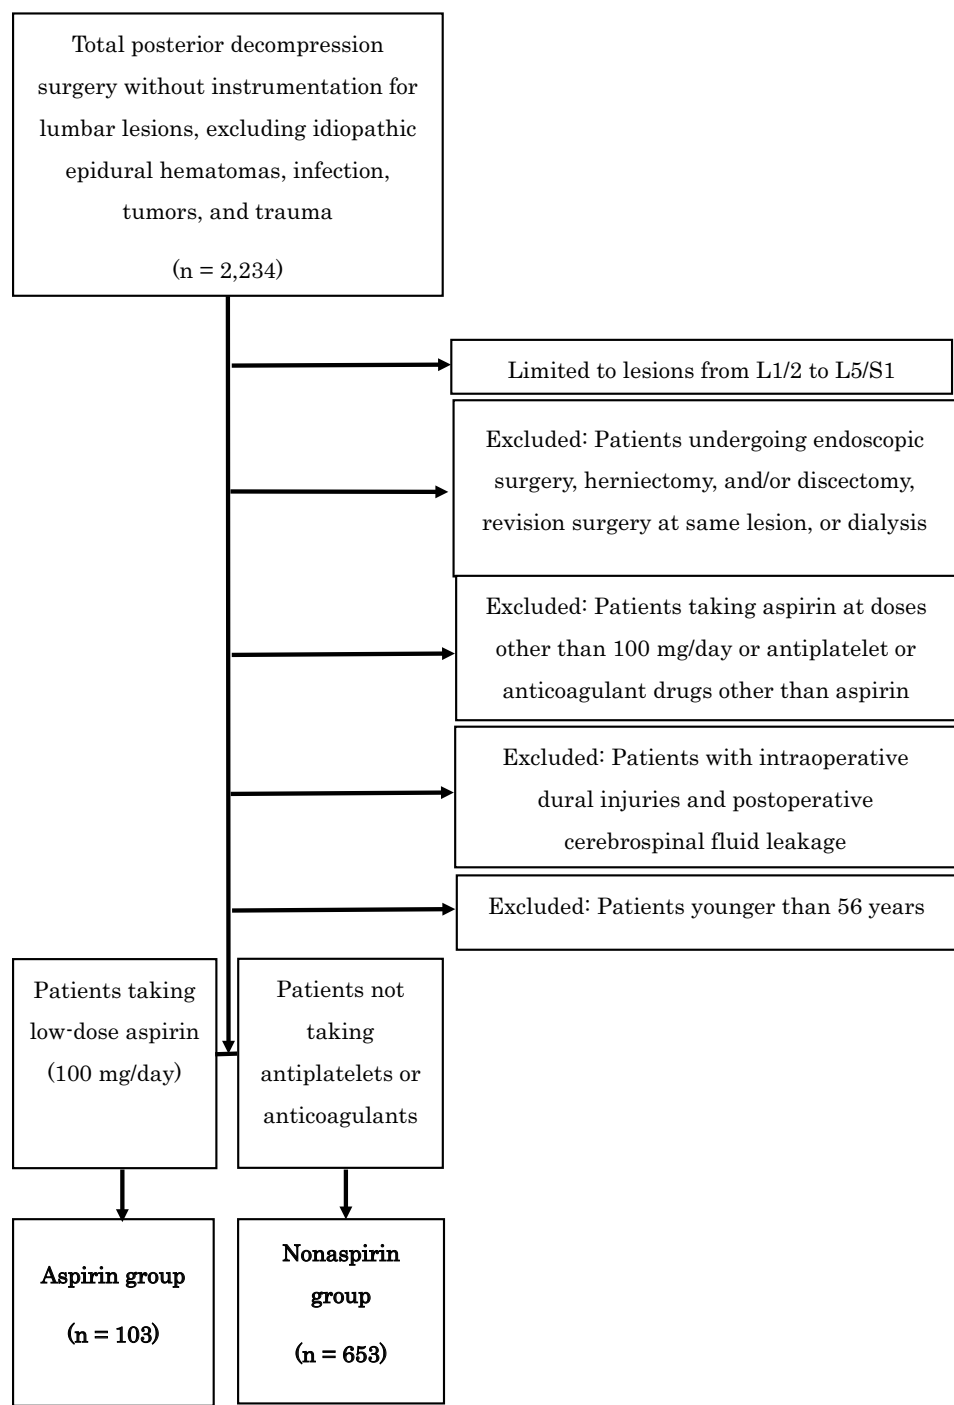 Total posterior decompression
surgery without instrumentation for
lumbar lesions, excluding idiopathic
epidural hematomas, infection,
tumors, and trauma
(n = 2,234)
Limited to lesions from L1/2 to L5/S1
Excluded: Patients undergoing endoscopic
surgery, herniectomy, and/or discectomy,
revision surgery at same lesion, or dialysis
Excluded: Patients taking aspirin at doses
other than 100 mg/day or antiplatelet or
anticoagulant drugs other than aspirin
Excluded: Patients with intraoperative
dural injuries and postoperative
cerebrospinal fluid leakage
Excluded: Patients younger than 56 years
Patients taking
low-dose aspirin
(100 mg/day)
Patients not
taking
antiplatelets or
anticoagulants
Aspirin group
(n = 103)
Nonaspirin
group
(n = 653)